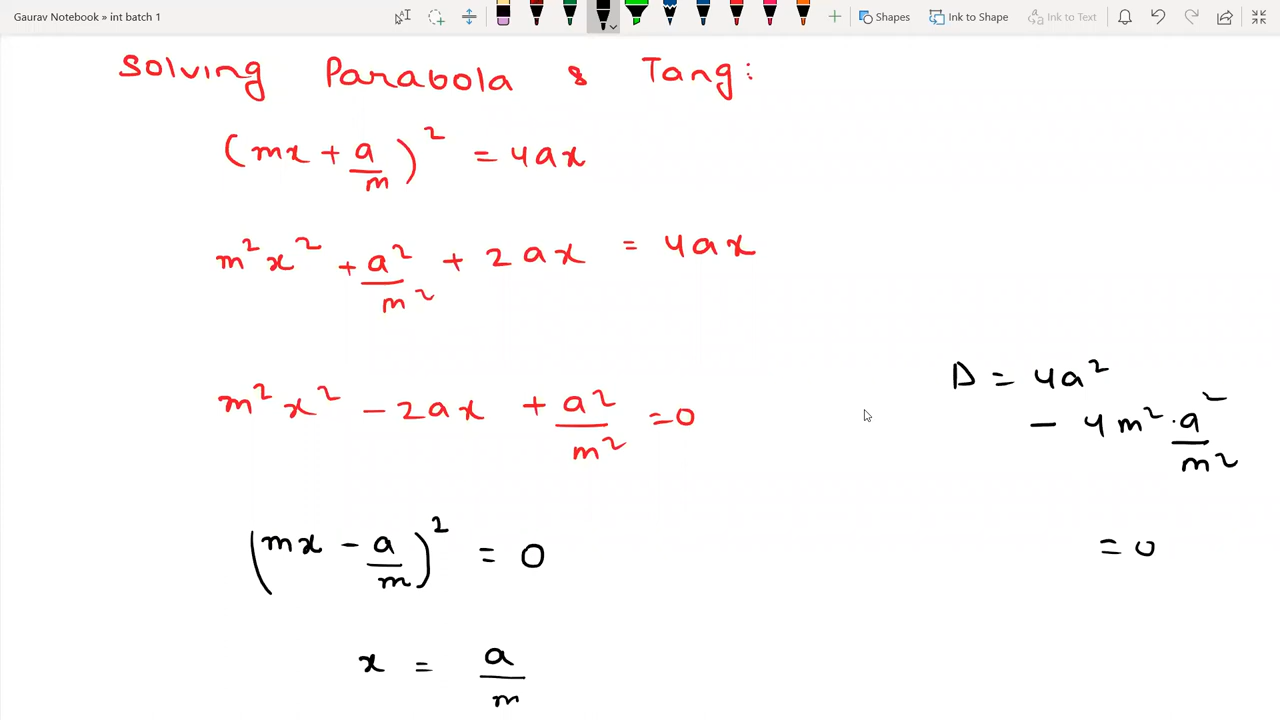 Gaurav Notebook » int batch 1
Shapes
Ink to Shape
Ink to Text
Solving Parabola & Tang:
(mx + a/m)² = 4ax
m²x² + a²/m² + 2ax = 4ax
m²x² - 2ax + a²/m² = 0
(mx - a/m)² = 0
x = a/m
D = 4a²
- 4m² · a²/m²
= 0